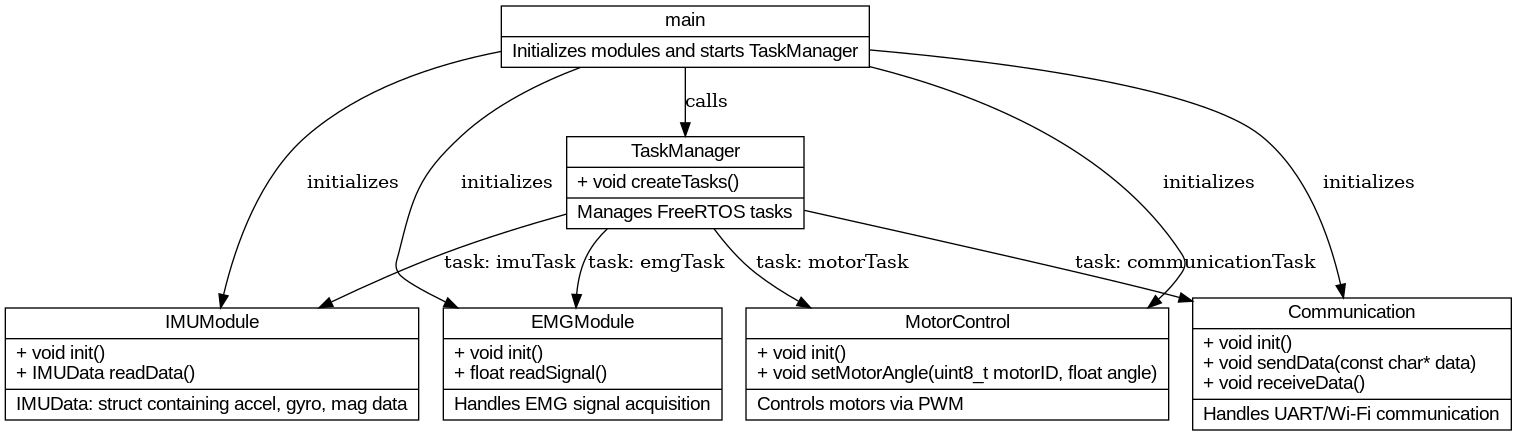 main
Initializes modules and starts TaskManager
calls
TaskManager
+ void createTasks()
Manages FreeRTOS tasks
initializes
initializes
initializes
initializes
task: imuTask
task: emgTask
task: motorTask
task: communicationTask
IMUModule
+ void init()
+ IMUData readData()
IMUData: struct containing accel, gyro, mag data
EMGModule
+ void init()
+ float readSignal()
Handles EMG signal acquisition
MotorControl
+ void init()
+ void setMotorAngle(uint8_t motorID, float angle)
Controls motors via PWM
Communication
+ void init()
+ void sendData(const char* data)
+ void receiveData()
Handles UART/Wi-Fi communication